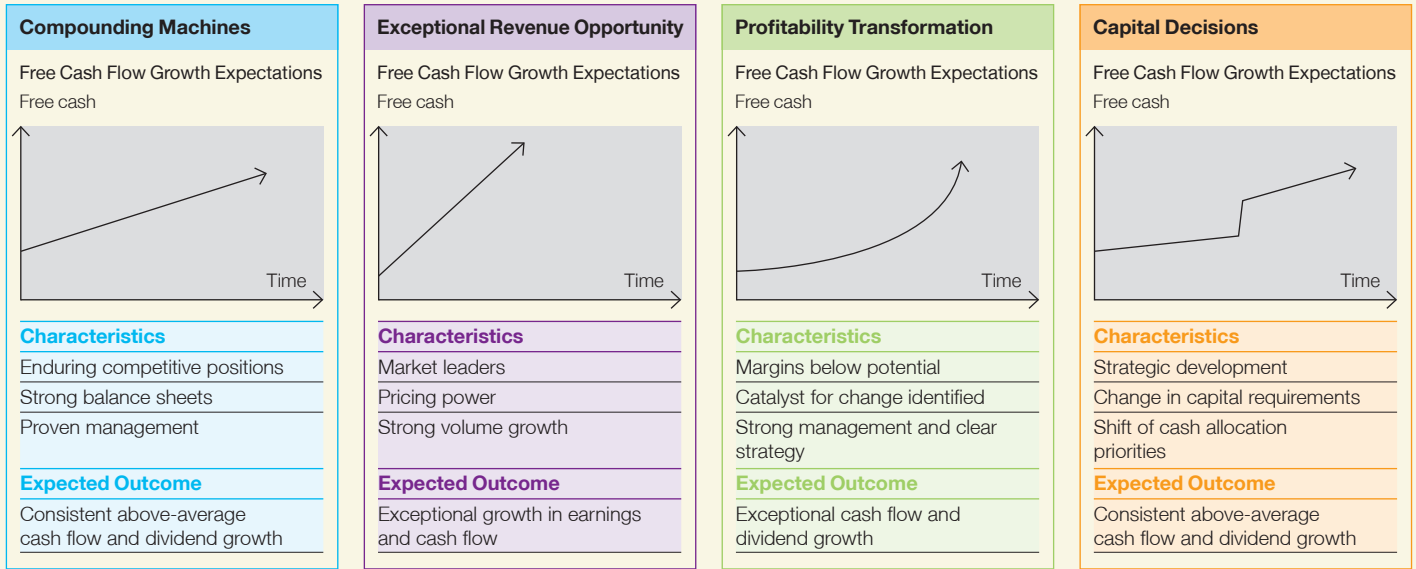 Compounding Machines
Free Cash Flow Growth Expectations
Free cash
Time
Characteristics
Enduring competitive positions
Strong balance sheets
Proven management
Expected Outcome
Consistent above-average
cash flow and dividend growth
Exceptional Revenue Opportunity
Free Cash Flow Growth Expectations
Free cash
Time
Characteristics
Market leaders
Pricing power
Strong volume growth
Expected Outcome
Exceptional growth in earnings
and cash flow
Profitability Transformation
Free Cash Flow Growth Expectations
Free cash
Time
Characteristics
Margins below potential
Catalyst for change identified
Strong management and clear
strategy
Expected Outcome
Exceptional cash flow and
dividend growth
Capital Decisions
Free Cash Flow Growth Expectations
Free cash
Time
Characteristics
Strategic development
Change in capital requirements
Shift of cash allocation
priorities
Expected Outcome
Consistent above-average
cash flow and dividend growth